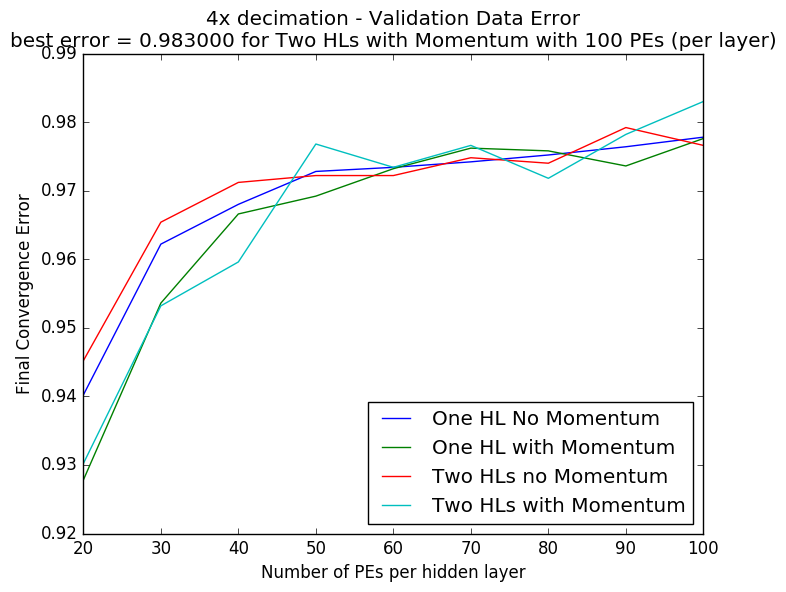 4x decimation - Validation Data Error
best error = 0.983000 for Two HLs with Momentum with 100 PEs (per layer)
0.99
0.98
0.97
0.96
0.95
0.94
0.93
0.92
Final Convergence Error
One HL No Momentum
One HL with Momentum
Two HLs no Momentum
Two HLs with Momentum
20 30 40 50 60 70 80 90 100
Number of PEs per hidden layer